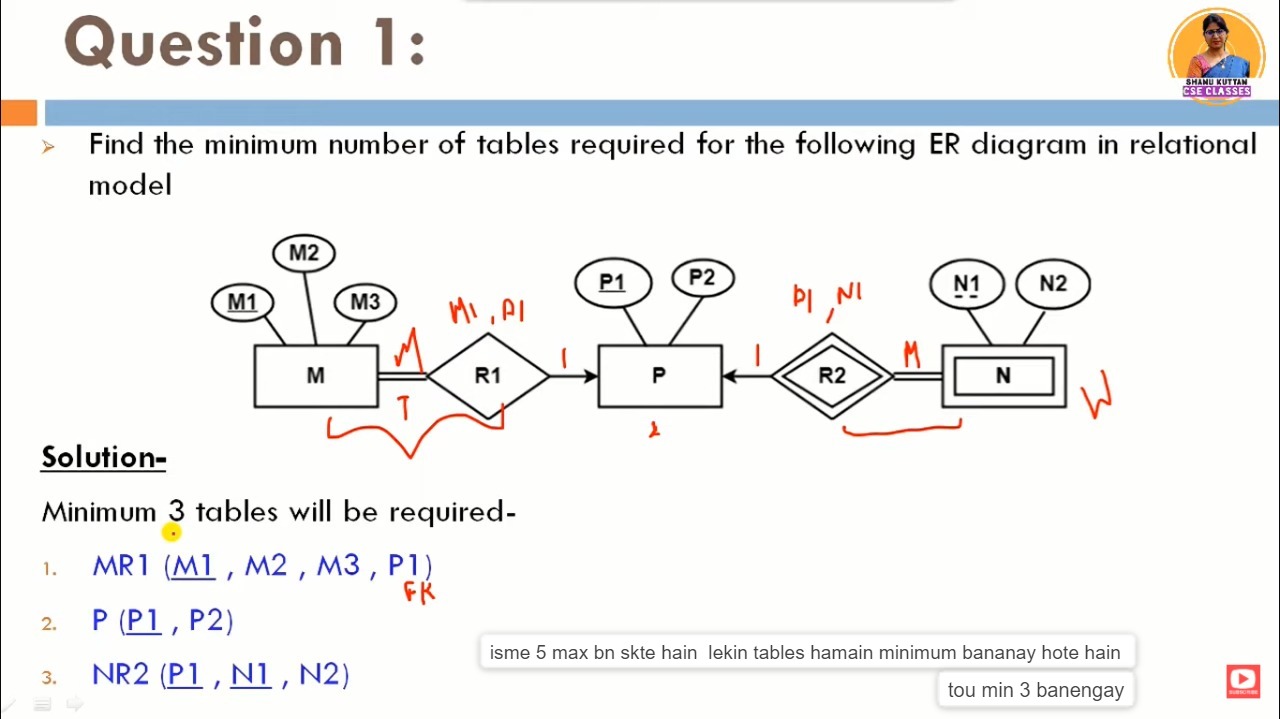 Question 1:
SHANU KUTTAN
CSE CLASSES
Find the minimum number of tables required for the following ER diagram in relational
model
M2
M1
M3
M1 , P1
P1
P2
P1 , N1
N1
N2
M
M
T
R1
1
P
1
R2
M
N
W
Solution-
Minimum 3 tables will be required-
1. MR1 (M1 , M2 , M3 , P1)
FK
2. P (P1 , P2)
3. NR2 (P1 , N1 , N2)
isme 5 max bn skte hain lekin tables hamain minimum bananay hote hain
tou min 3 banengay
SUBSCRIBE